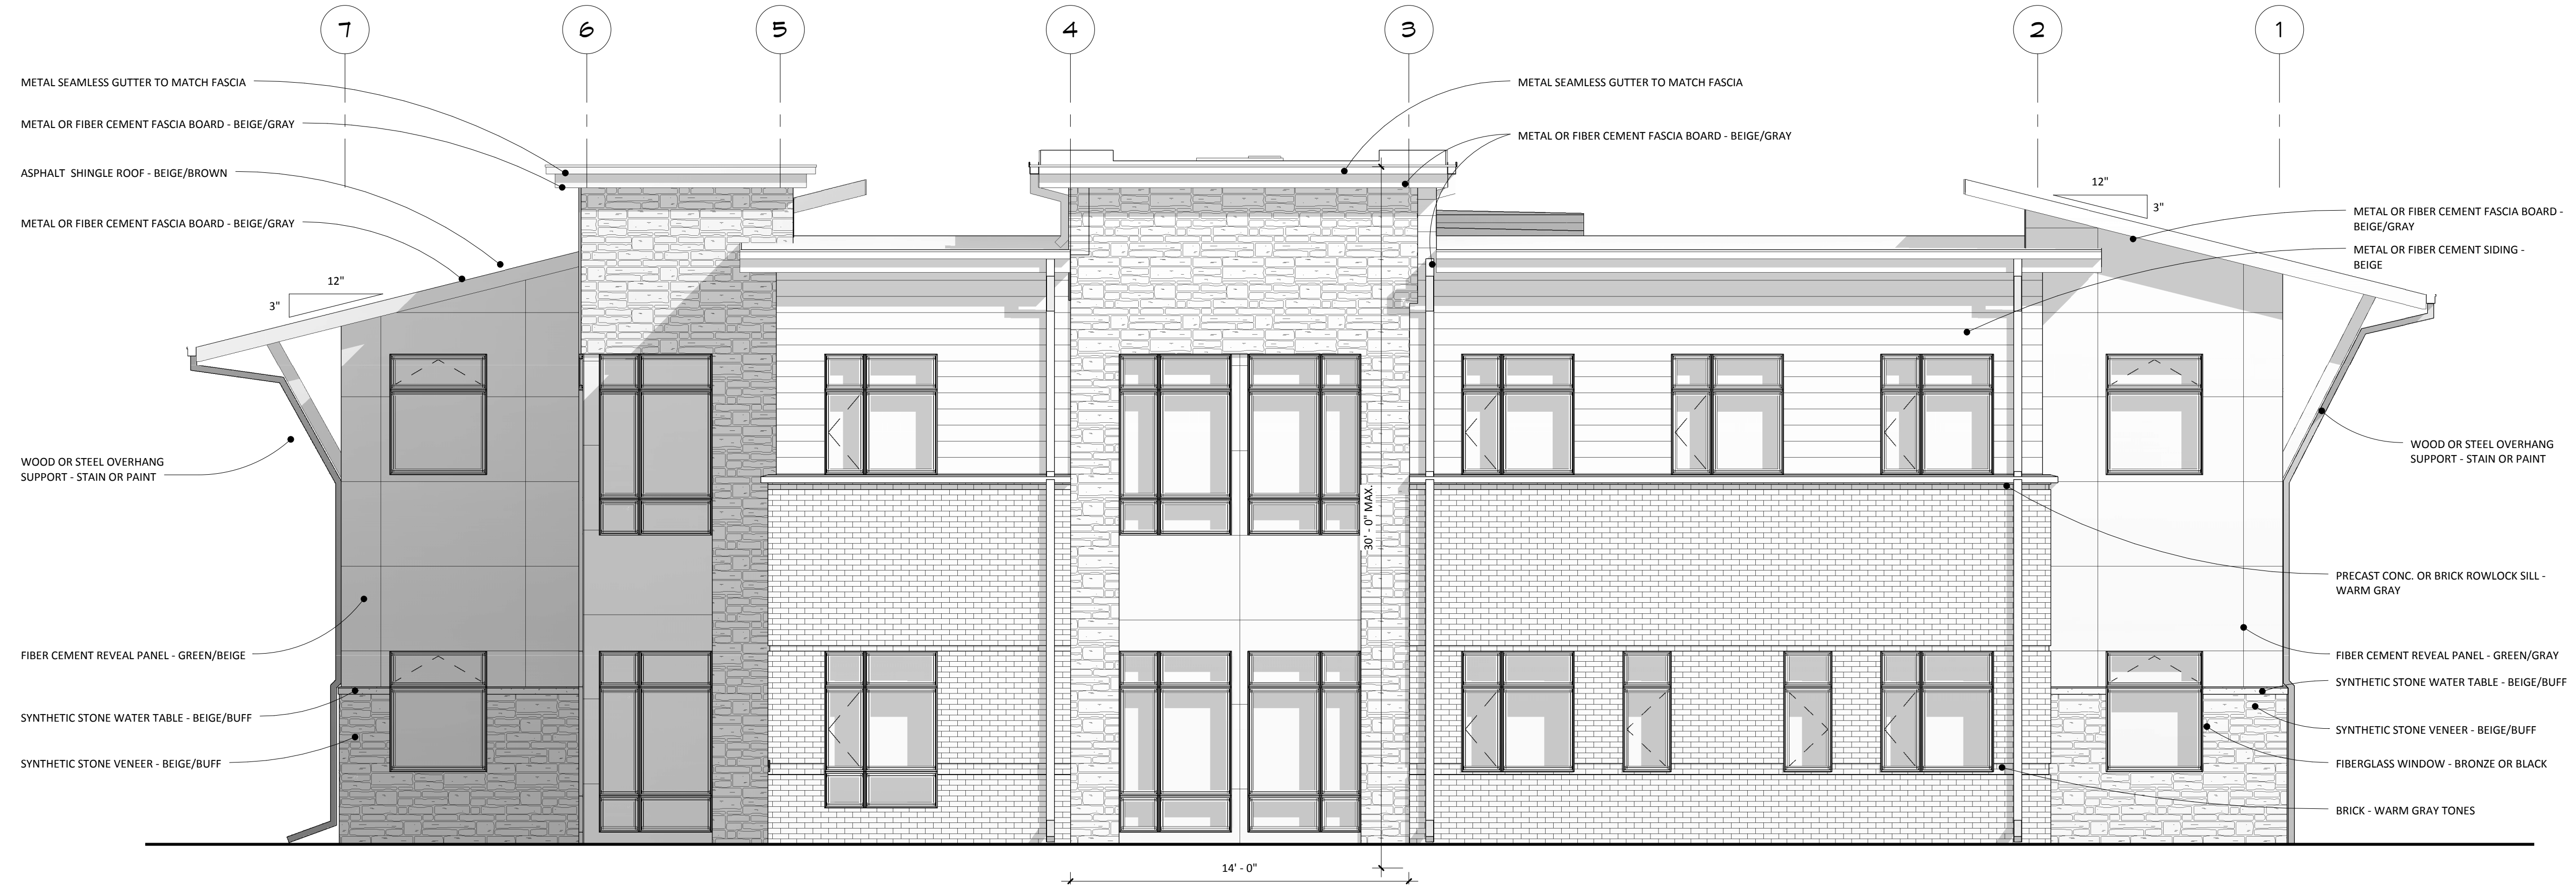 7
6
5
4
3
2
1
METAL SEAMLESS GUTTER TO MATCH FASCIA
METAL OR FIBER CEMENT FASCIA BOARD - BEIGE/GRAY
ASPHALT SHINGLE ROOF - BEIGE/BROWN
METAL OR FIBER CEMENT FASCIA BOARD - BEIGE/GRAY
12"
3"
WOOD OR STEEL OVERHANG
SUPPORT - STAIN OR PAINT
FIBER CEMENT REVEAL PANEL - GREEN/BEIGE
SYNTHETIC STONE WATER TABLE - BEIGE/BUFF
SYNTHETIC STONE VENEER - BEIGE/BUFF
METAL SEAMLESS GUTTER TO MATCH FASCIA
METAL OR FIBER CEMENT FASCIA BOARD - BEIGE/GRAY
30' - 0" MAX.
14' - 0"
12"
3"
METAL OR FIBER CEMENT FASCIA BOARD -
BEIGE/GRAY
METAL OR FIBER CEMENT SIDING -
BEIGE
WOOD OR STEEL OVERHANG
SUPPORT - STAIN OR PAINT
PRECAST CONC. OR BRICK ROWLOCK SILL -
WARM GRAY
FIBER CEMENT REVEAL PANEL - GREEN/GRAY
SYNTHETIC STONE WATER TABLE - BEIGE/BUFF
SYNTHETIC STONE VENEER - BEIGE/BUFF
FIBERGLASS WINDOW - BRONZE OR BLACK
BRICK - WARM GRAY TONES